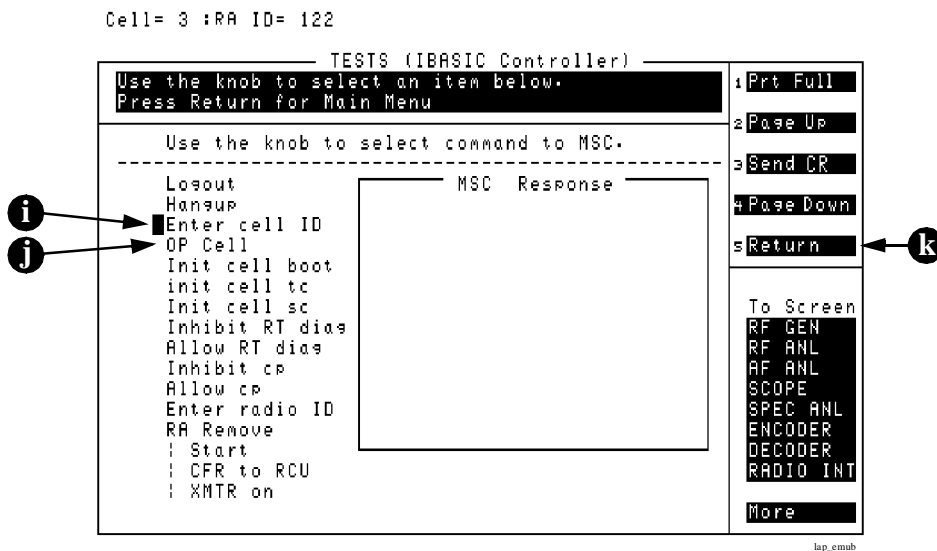 Cell= 3 :RA ID= 122
TESTS (IBASIC Controller)
Use the knob to select an item below.
Press Return for Main Menu
Use the knob to select command to MSC.
Logout
Hangup
Enter cell ID
OP Cell
Init cell boot
init cell tc
Init cell sc
Inhibit RT diag
Allow RT diag
Inhibit cp
Allow cp
Enter radio ID
RA Remove
¦ Start
¦ CFR to RCU
¦ XMTR on
MSC Response
i
j
1 Prt Full
2 Page Up
3 Send CR
4 Page Down
5 Return
k
To Screen
RF GEN
RF ANL
AF ANL
SCOPE
SPEC ANL
ENCODER
DECODER
RADIO INT
More
lap_emub